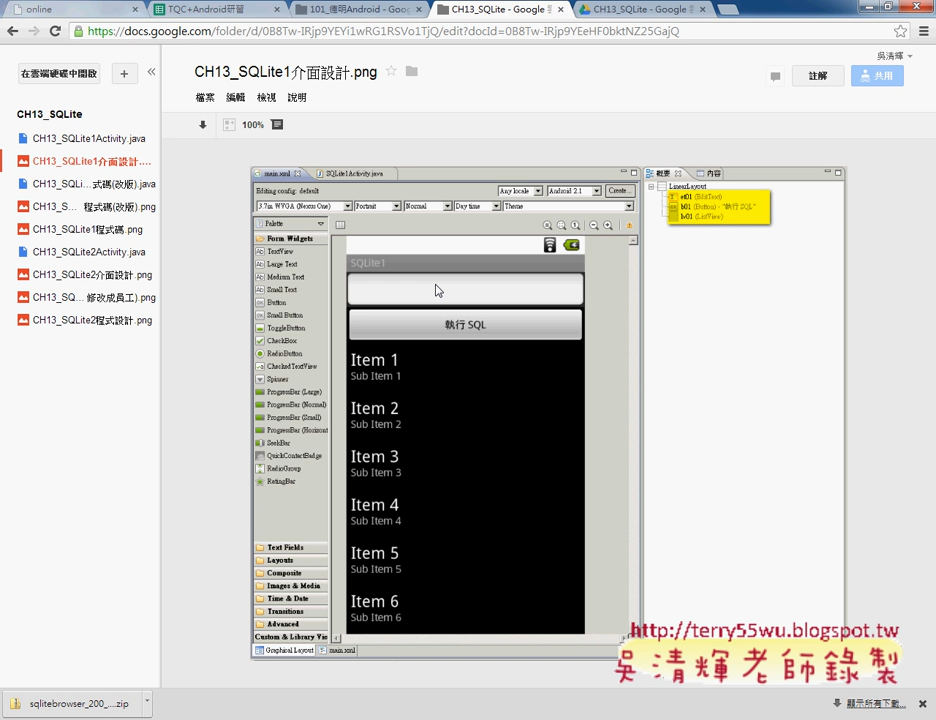 online
TQC+Android研習
101_德明Android - Goog
CH13_SQLite - Google 雲
CH13_SQLite - Google 雲
https://docs.google.com/folder/d/0B8Tw-IRjp9YEYi1wRG1RSVo1TjQ/edit?docId=0B8Tw-IRjp9YEeHF0bktNZ25GajQ
吳清輝
在雲端硬碟中開啟
CH13_SQLite1介面設計.png
註解
共用
檔案 編輯 檢視 說明
CH13_SQLite
100%
CH13_SQLite1Activity.java
CH13_SQLite1介面設計....
CH13_SQLi... 式碼(改版).java
CH13_S... 程式碼(改版).png
CH13_SQLite1程式碼.png
CH13_SQLite2Activity.java
CH13_SQLite2介面設計.png
CH13_SQ... 修改成員工).png
CH13_SQLite2程式設計.png
main.xml
SQLite1Activity.java
Editing config: default
Any locale
Android 2.1
Create...
3.7in WVGA (Nexus One)
Portrait
Normal
Day time
Theme
Palette
Form Widgets
TextView
Large Text
Medium Text
Small Text
Button
Small Button
ToggleButton
CheckBox
RadioButton
CheckedTextView
Spinner
ProgressBar (Large)
ProgressBar (Normal)
ProgressBar (Small)
ProgressBar (Horizont
SeekBar
QuickContactBadge
RadioGroup
RatingBar
Text Fields
Layouts
Composite
Images & Media
Time & Date
Transitions
Advanced
Custom & Library Vie
Graphical Layout
main.xml
SQLite1
執行 SQL
Item 1
Sub Item 1
Item 2
Sub Item 2
Item 3
Sub Item 3
Item 4
Sub Item 4
Item 5
Sub Item 5
Item 6
Sub Item 6
概要
內容
LinearLayout
et01 (EditText)
b01 (Button) - "執行 SQL"
lv01 (ListView)
http://terry55wu.blogspot.tw
吳清輝老師錄製
sqlitebrowser_200_....zip
顯示所有下載...